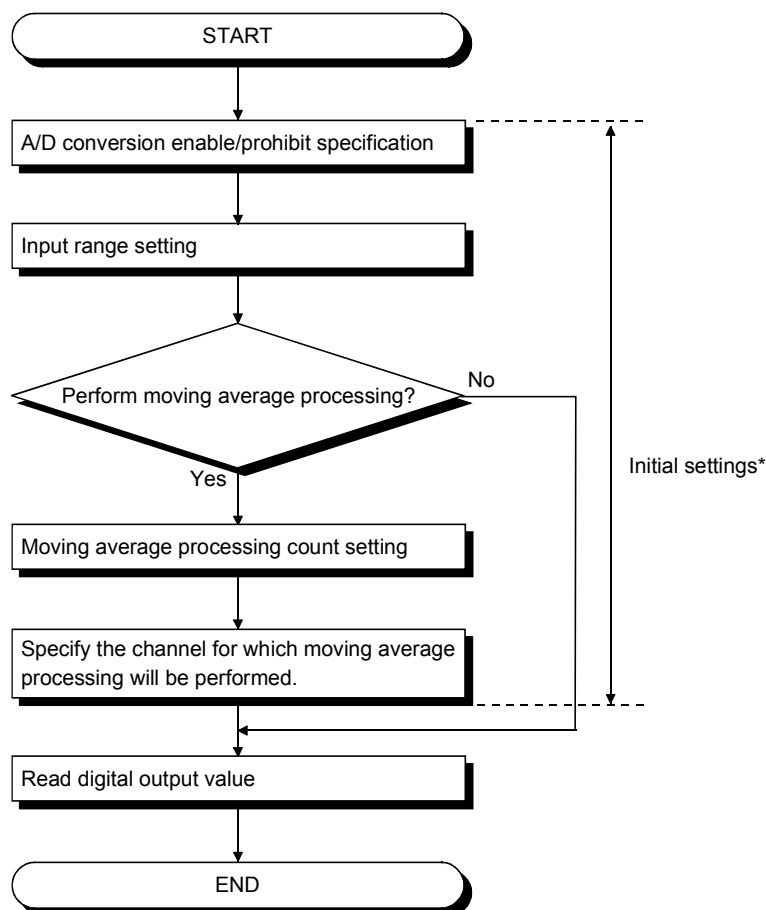 START
A/D conversion enable/prohibit specification
Input range setting
Perform moving average processing?
No
Yes
Initial settings*
Moving average processing count setting
Specify the channel for which moving average
processing will be performed.
Read digital output value
END